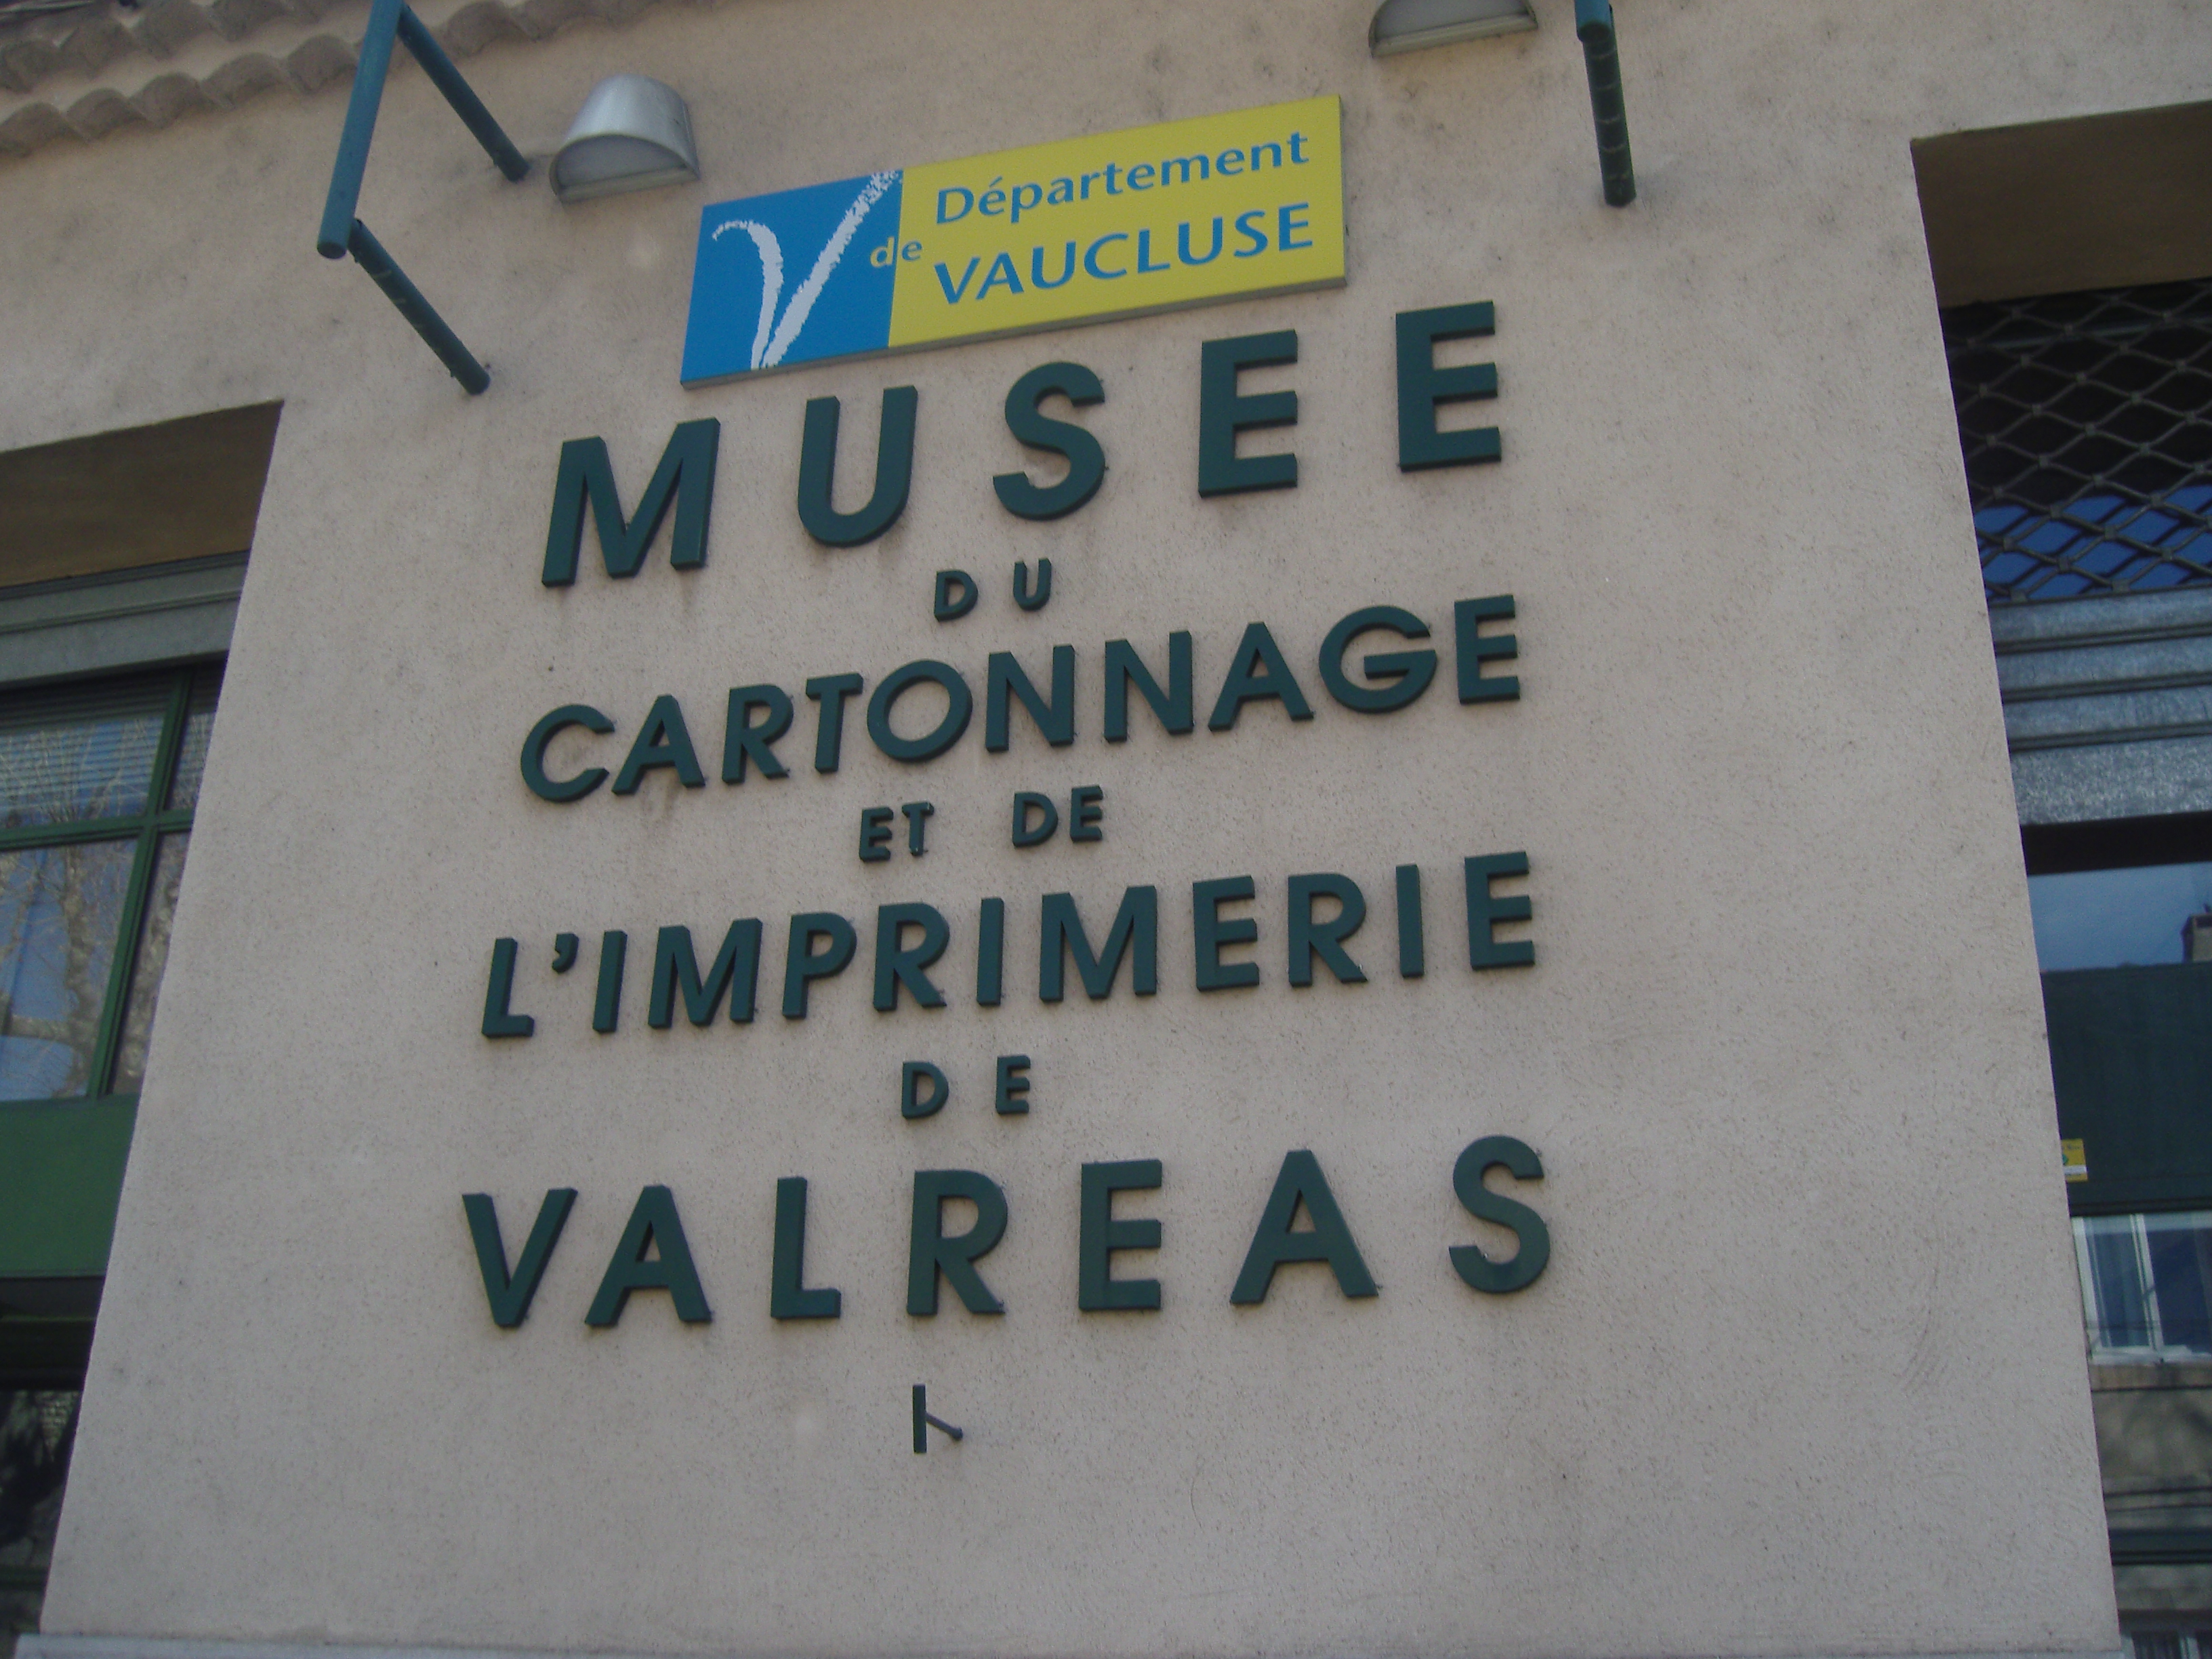 Département
de VAUCLUSE
MUSEE
DU
CARTONNAGE
ET DE
L'IMPRIMERIE
DE
VALREAS